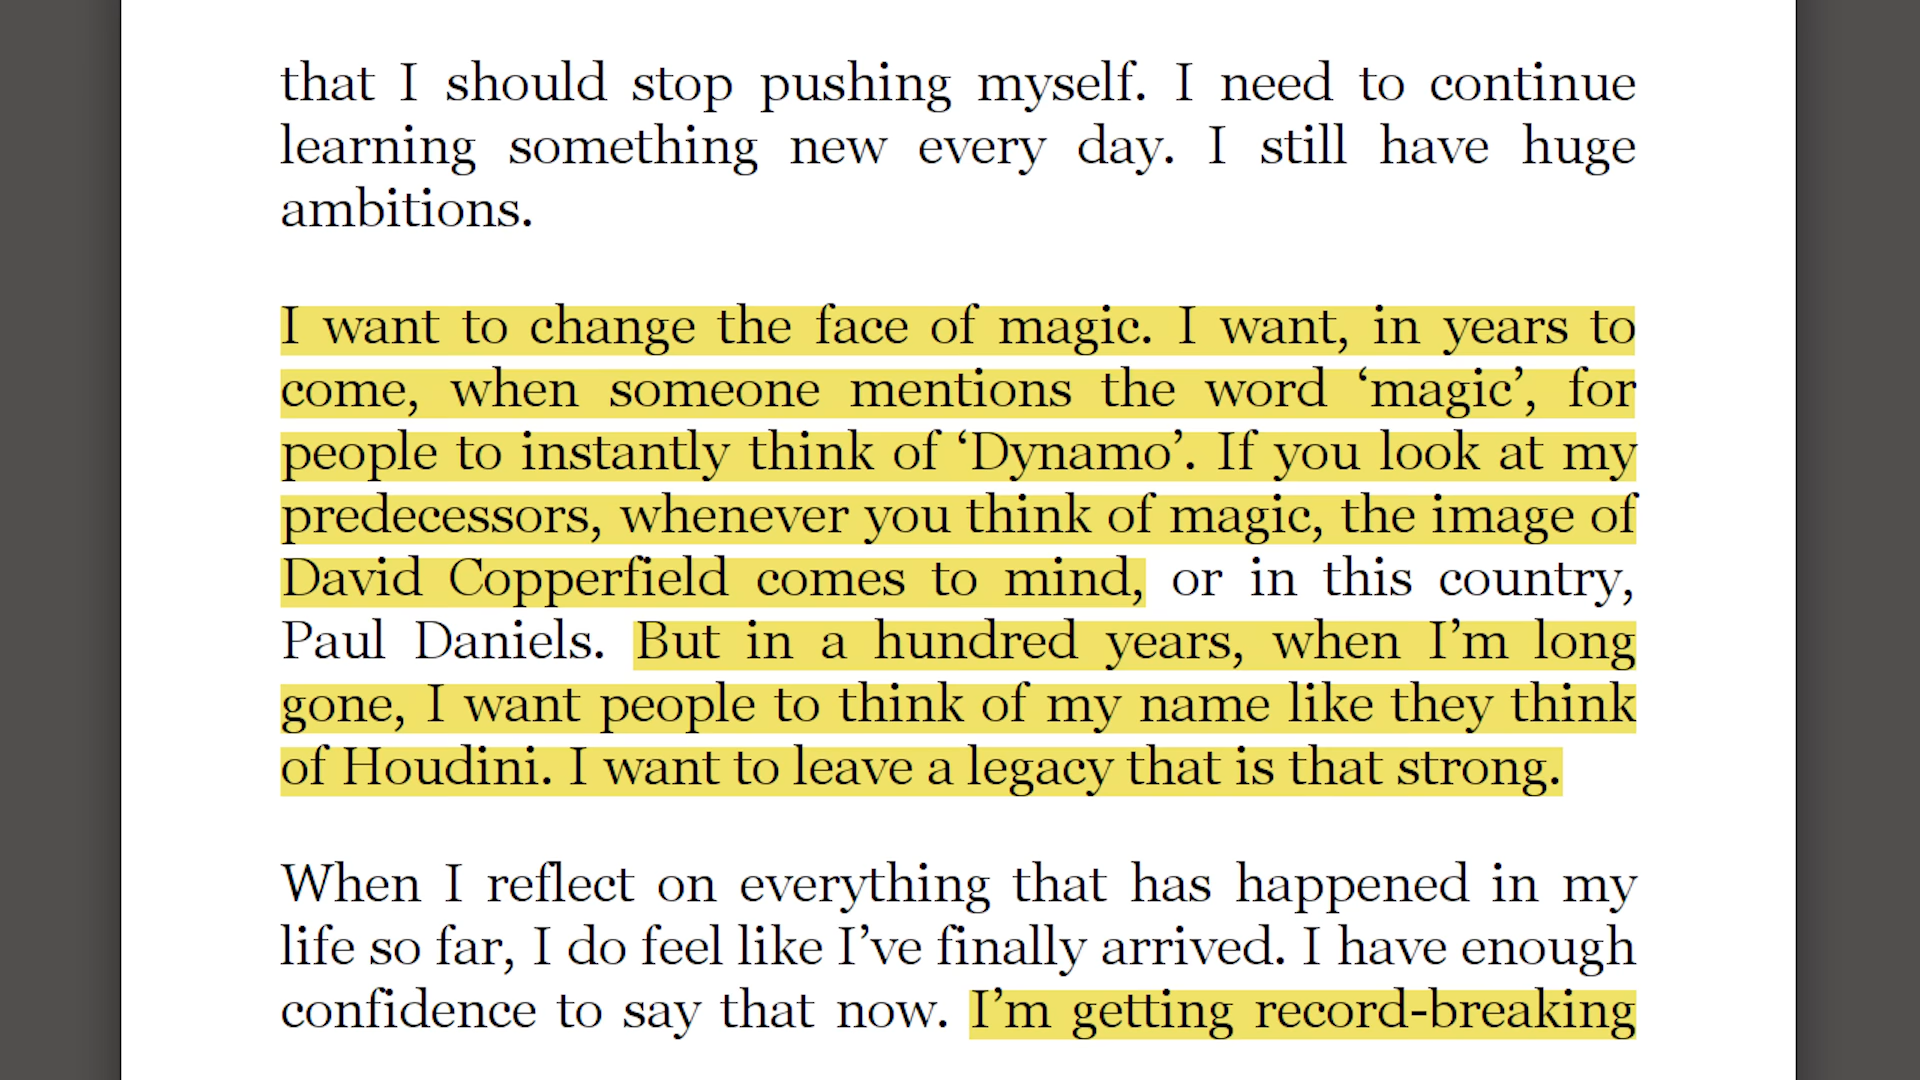 that I should stop pushing myself. I need to continue
learning something new every day. I still have huge
ambitions.
I want to change the face of magic. I want, in years to
come, when someone mentions the word ‘magic’, for
people to instantly think of ‘Dynamo’. If you look at my
predecessors, whenever you think of magic, the image of
David Copperfield comes to mind, or in this country,
Paul Daniels. But in a hundred years, when I’m long
gone, I want people to think of my name like they think
of Houdini. I want to leave a legacy that is that strong.
When I reflect on everything that has happened in my
life so far, I do feel like I’ve finally arrived. I have enough
confidence to say that now. I’m getting record-breaking